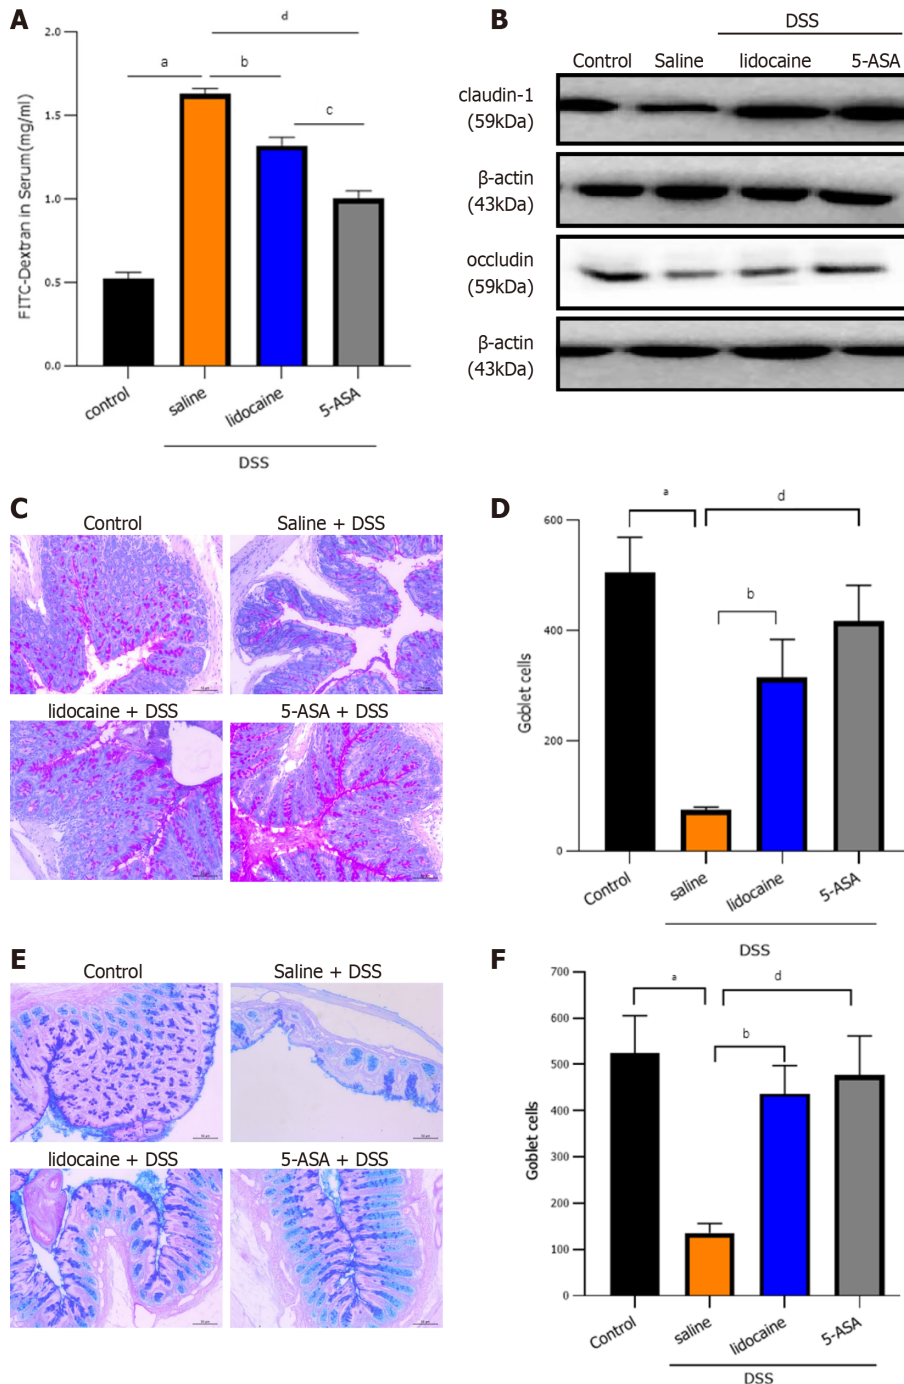 A
d
a
b
c
FITC-Dextran in Serum(mg/ml)
2.0
1.5
1.0
0.5
0.0
control
saline
lidocaine
5-ASA
DSS
B
DSS
Control Saline lidocaine 5-ASA
claudin-1
(59kDa)
β-actin
(43kDa)
occludin
(59kDa)
β-actin
(43kDa)
C
Control
Saline + DSS
lidocaine + DSS
5-ASA + DSS
D
a
d
b
Goblet cells
600
400
200
0
Control
saline
lidocaine
5-ASA
DSS
E
Control
Saline + DSS
lidocaine + DSS
5-ASA + DSS
F
a
d
b
Goblet cells
700
600
500
400
300
200
100
0
Control
saline
lidocaine
5-ASA
DSS